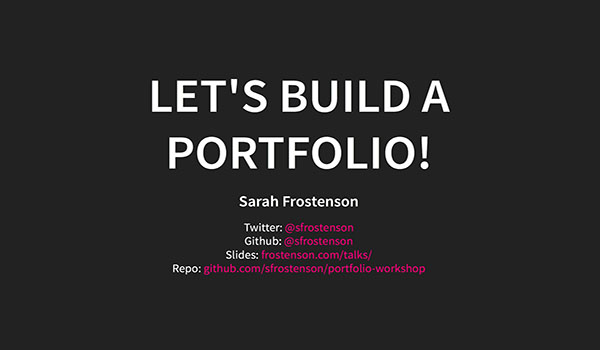 LET'S BUILD A
PORTFOLIO!
Sarah Frostenson
Twitter: @sfrostenson
Github: @sfrostenson
Slides: frostenson.com/talks/
Repo: github.com/sfrostenson/portfolio-workshop